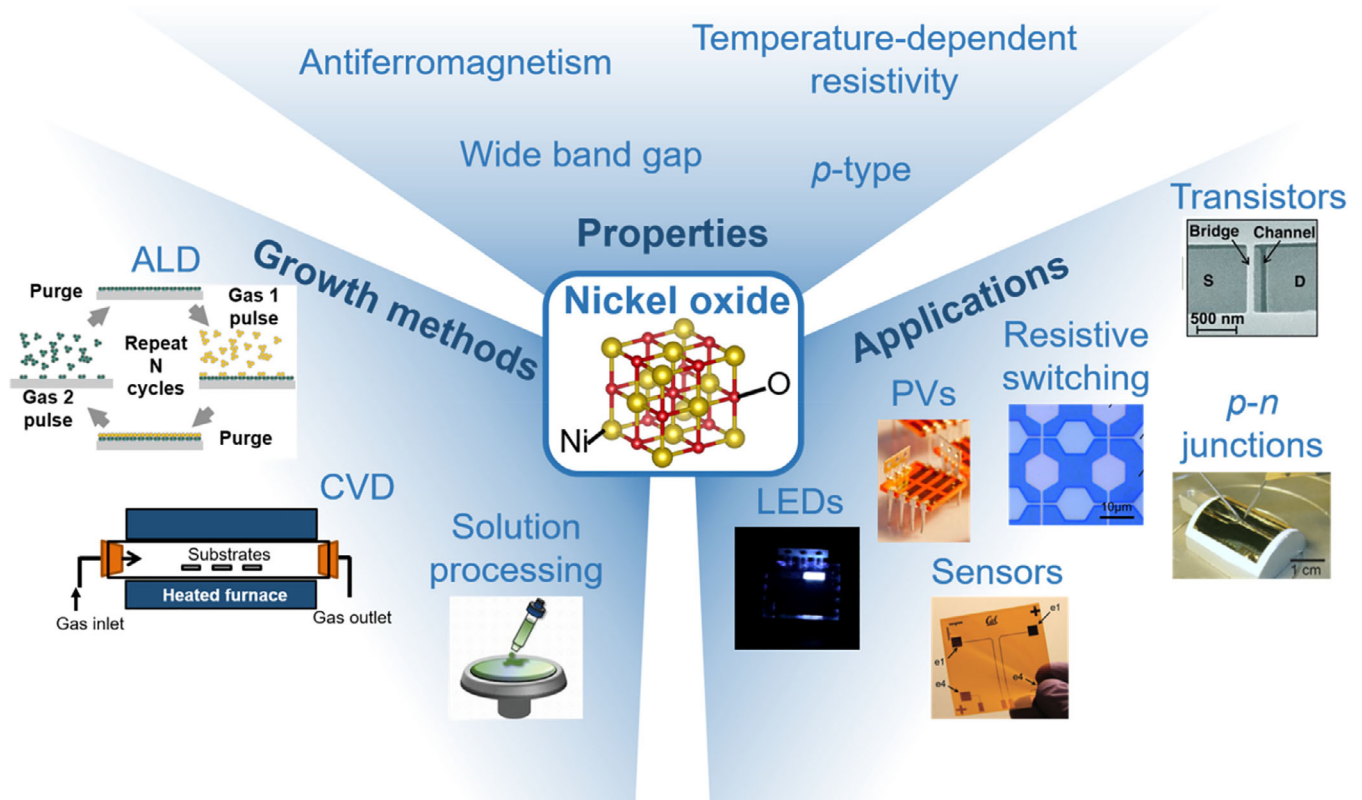 Antiferromagnetism
Temperature-dependent
resistivity
Wide band gap
p-type
Properties
Growth methods
Applications
Nickel oxide
O
Ni
ALD
Purge
Gas 1
pulse
Repeat
N
cycles
Gas 2
pulse
Purge
CVD
Substrates
Heated furnace
Gas inlet
Gas outlet
Solution
processing
Transistors
Bridge
Channel
S
D
500 nm
Resistive
switching
10μm
PVs
p-n
junctions
1 cm
LEDs
Sensors
e1
e1
e4
e4